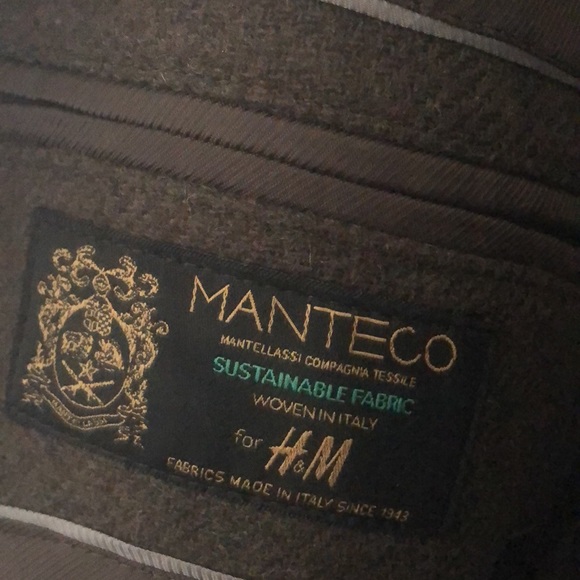 MANTECO
MANTELLASSI COMPAGNIA TESSILE
SUSTAINABLE FABRIC
WOVEN IN ITALY
for H&M
FABRICS MADE IN ITALY SINCE 1943